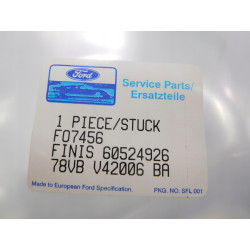 Ford
Service Parts/
Ersatzteile
1 PIECE/STUCK
F07456
FINIS 60524926
78VB V42006 BA
Made to European Ford Specification.
PKG. NO. SFL 001